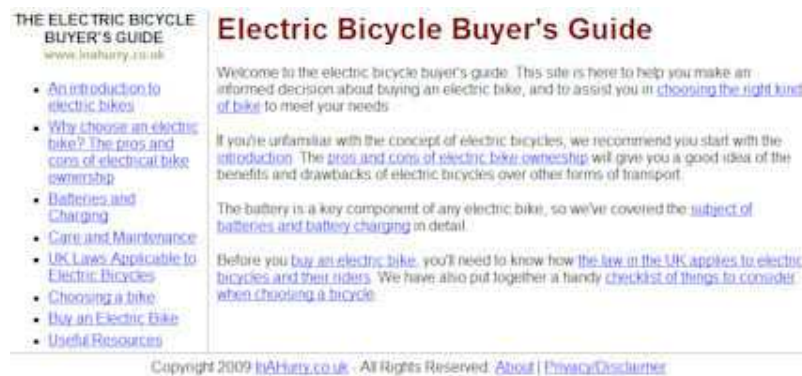 THE ELECTRIC BICYCLE
BUYER'S GUIDE
www.inahurry.co.uk
• An introduction to
electric bikes
• Why choose an electric
bike? The pros and
cons of electrical bike
ownership
• Batteries and
Charging
• Care and Maintenance
• UK Laws Applicable to
Electric Bicycles
• Choosing a bike
• Buy an Electric Bike
• Useful Resources
Electric Bicycle Buyer's Guide
Welcome to the electric bicycle buyer's guide. This site is here to help you make an
informed decision about buying an electric bike, and to assist you in choosing the right kind
of bike to meet your needs
If you're unfamiliar with the concept of electric bicycles, we recommend you start with the
introduction. The pros and cons of electric bike ownership will give you a good idea of the
benefits and drawbacks of electric bicycles over other forms of transport.
The battery is a key component of any electric bike, so we've covered the subject of
batteries and battery charging in detail.
Before you buy an electric bike, you'll need to know how the law in the UK applies to electric
bicycles and their riders. We have also put together a handy checklist of things to consider
when choosing a bicycle.
Copyright 2009 InAHurry.co.uk - All Rights Reserved. About | Privacy/Disclaimer